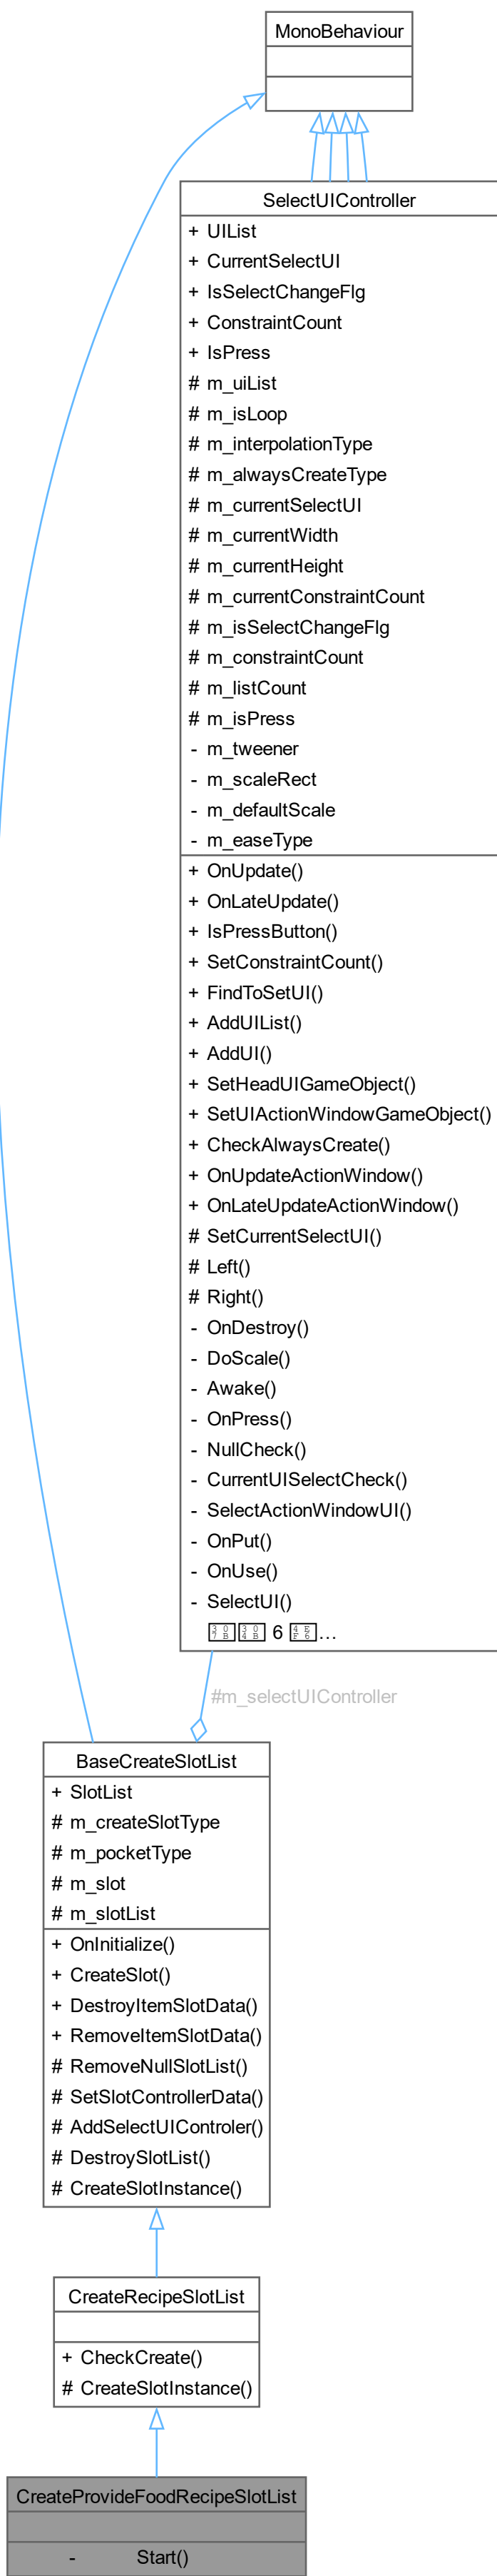 MonoBehaviour
SelectUIController
+ UIList
+ CurrentSelectUI
+ IsSelectChangeFlg
+ ConstraintCount
+ IsPress
# m_uiList
# m_isLoop
# m_interpolationType
# m_alwaysCreateType
# m_currentSelectUI
# m_currentWidth
# m_currentHeight
# m_currentConstraintCount
# m_isSelectChangeFlg
# m_constraintCount
# m_listCount
# m_isPress
- m_tweener
- m_scaleRect
- m_defaultScale
- m_easeType
+ OnUpdate()
+ OnLateUpdate()
+ IsPressButton()
+ SetConstraintCount()
+ FindToSetUI()
+ AddUIList()
+ AddUI()
+ SetHeadUIGameObject()
+ SetUIActionWindowGameObject()
+ CheckAlwaysCreate()
+ OnUpdateActionWindow()
+ OnLateUpdateActionWindow()
# SetCurrentSelectUI()
# Left()
# Right()
- OnDestroy()
- DoScale()
- Awake()
- OnPress()
- NullCheck()
- CurrentUISelectCheck()
- SelectActionWindowUI()
- OnPut()
- OnUse()
- SelectUI()
6 ...
#m_selectUIController
BaseCreateSlotList
+ SlotList
# m_createSlotType
# m_pocketType
# m_slot
# m_slotList
+ OnInitialize()
+ CreateSlot()
+ DestroyItemSlotData()
+ RemoveItemSlotData()
# RemoveNullSlotList()
# SetSlotControllerData()
# AddSelectUIControler()
# DestroySlotList()
# CreateSlotInstance()
CreateRecipeSlotList
+ CheckCreate()
# CreateSlotInstance()
CreateProvideFoodRecipeSlotList
- Start()